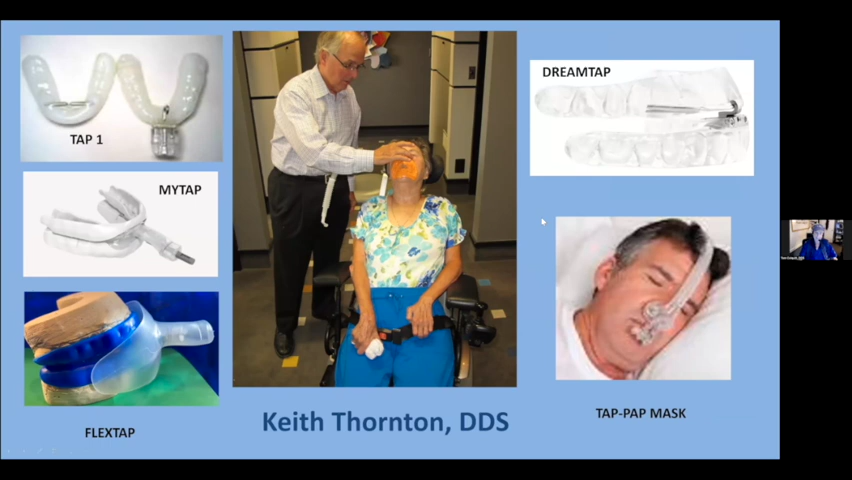 TAP 1
DREAMTAP
MYTAP
FLEXTAP
Keith Thornton, DDS
TAP-PAP MASK